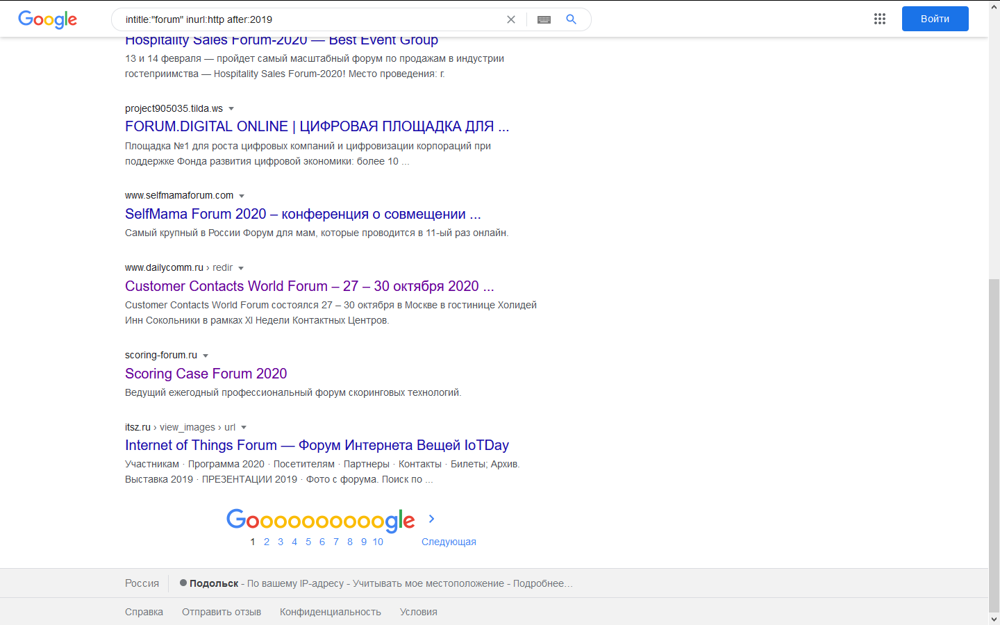 Google
intitle:"forum" inurl:http after:2019
Войти
Hospitality Sales Forum-2020 — Best Event Group
13 и 14 февраля — пройдет самый масштабный форум по продажам в индустрии
гостеприимства — Hospitality Sales Forum-2020! Место проведения: г.
project905035.tilda.ws
FORUM.DIGITAL ONLINE | ЦИФРОВАЯ ПЛОЩАДКА ДЛЯ ...
Площадка №1 для роста цифровых компаний и цифровизации корпораций при
поддержке Фонда развития цифровой экономики: более 10 ...
www.selfmamaforum.com
SelfMama Forum 2020 – конференция о совмещении ...
Самый крупный в России Форум для мам, которые проводится в 11-ый раз онлайн.
www.dailycomm.ru › redir
Customer Contacts World Forum – 27 – 30 октября 2020 ...
Customer Contacts World Forum состоялся 27 – 30 октября в Москве в гостинице Холидей
Инн Сокольники в рамках XI Недели Контактных Центров.
scoring-forum.ru
Scoring Case Forum 2020
Ведущий ежегодный профессиональный форум скоринговых технологий.
itsz.ru › view_images › url
Internet of Things Forum — Форум Интернета Вещей IoTDay
Участникам · Программа 2020 · Посетителям · Партнеры · Контакты · Билеты; Архив.
Выставка 2019 · ПРЕЗЕНТАЦИИ 2019 · Фото с форума. Поиск по ...
Goooooooooogle
1 2 3 4 5 6 7 8 9 10 Следующая
Россия Подольск - По вашему IP-адресу - Учитывать мое местоположение - Подробнее…
Справка Отправить отзыв Конфиденциальность Условия